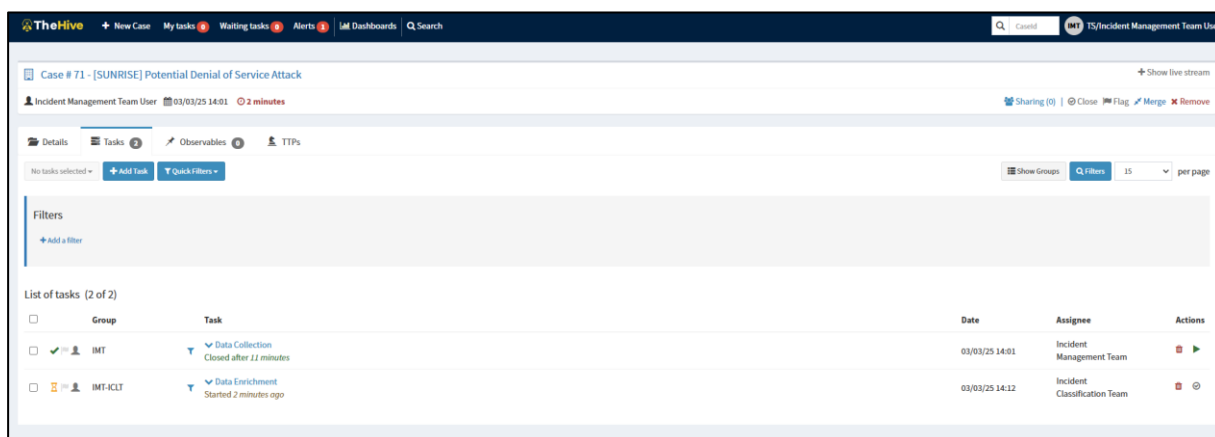 TheHive + New Case My tasks 0 Waiting tasks 0 Alerts 1 Dashboards Search CaseId IMT TS/Incident Management Team Use
Case # 71 - [SUNRISE] Potential Denial of Service Attack + Show live stream
Incident Management Team User 03/03/25 14:01 2 minutes Sharing (0) | Close Flag Merge Remove
Details Tasks 2 Observables 0 TTPs
No tasks selected + Add Task Quick Filters Show Groups Filters 15 per page
Filters
+ Add a filter
List of tasks (2 of 2)
Group Task Date Assignee Actions
IMT Data Collection
Closed after 11 minutes 03/03/25 14:01 Incident
Management Team
IMT-ICLT Data Enrichment
Started 2 minutes ago 03/03/25 14:12 Incident
Classification Team